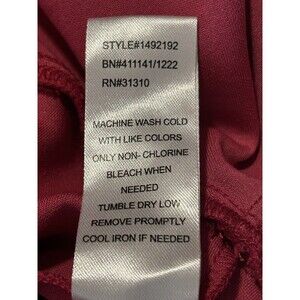 STYLE#1492192
BN#411141/1222
RN#31310
MACHINE WASH COLD
WITH LIKE COLORS
ONLY NON- CHLORINE
BLEACH WHEN
NEEDED
TUMBLE DRY LOW
REMOVE PROMPTLY
COOL IRON IF NEEDED